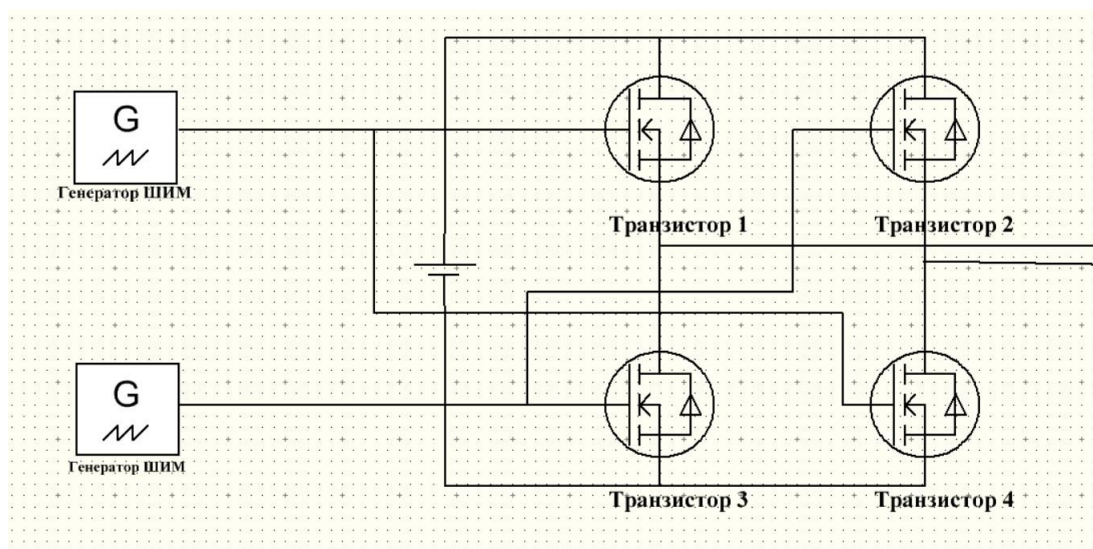 G
Генератор ШИМ
Транзистор 1
Транзистор 2
G
Генератор ШИМ
Транзистор 3
Транзистор 4